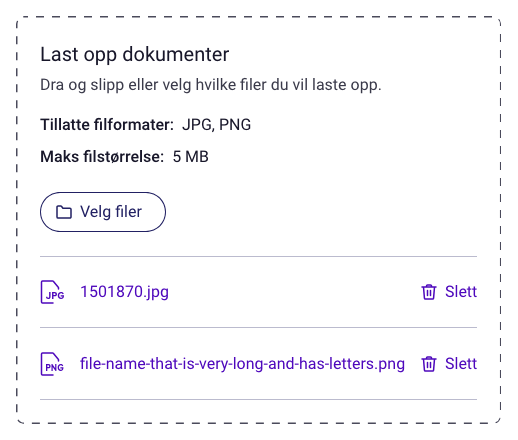 Last opp dokumenter
Dra og slipp eller velg hvilke filer du vil laste opp.
Tillatte filformater: JPG, PNG
Maks filstørrelse: 5 MB
Velg filer
JPG 1501870.jpg Slett
PNG file-name-that-is-very-long-and-has-letters.png Slett